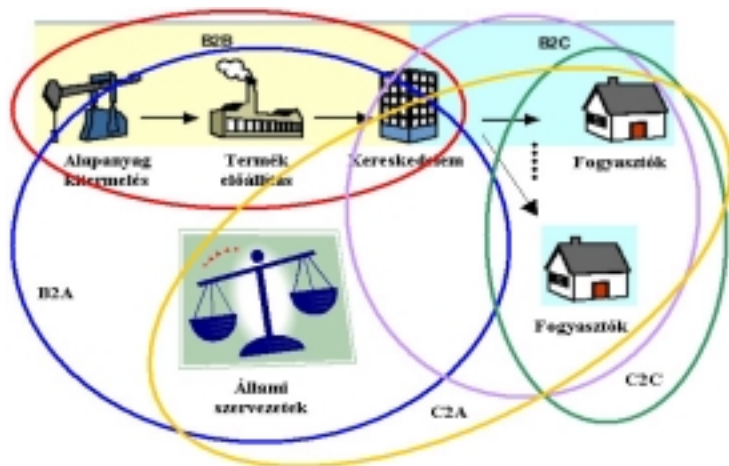 B2B
B2C
Alapanyag
kitermelés
Termék
előállítás
Kereskedelem
Fogyasztók
Fogyasztók
B2A
Állami
szervezetek
C2A
C2C